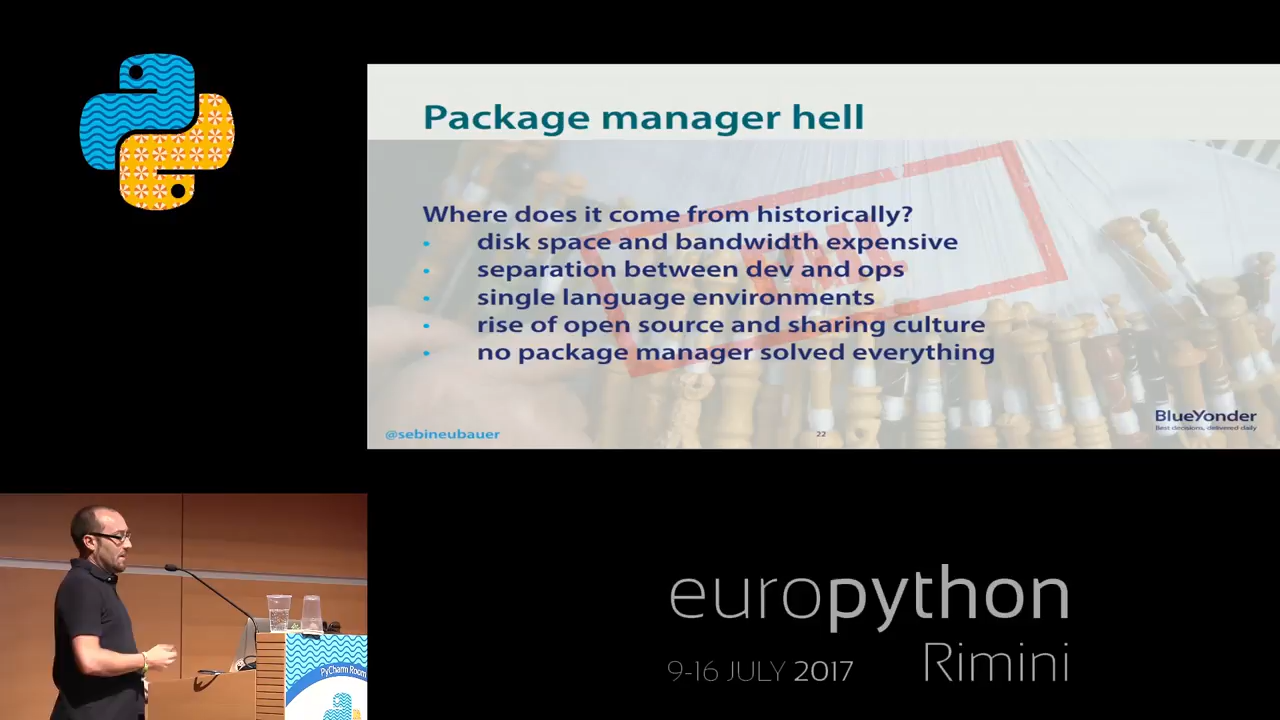 Package manager hell
Where does it come from historically?
• disk space and bandwidth expensive
• separation between dev and ops
• single language environments
• rise of open source and sharing culture
• no package manager solved everything
FAIL
@sebineubauer
22
BlueYonder
Best decisions, delivered daily
PyCharm Room
europython
Rimini
9-16 JULY 2017